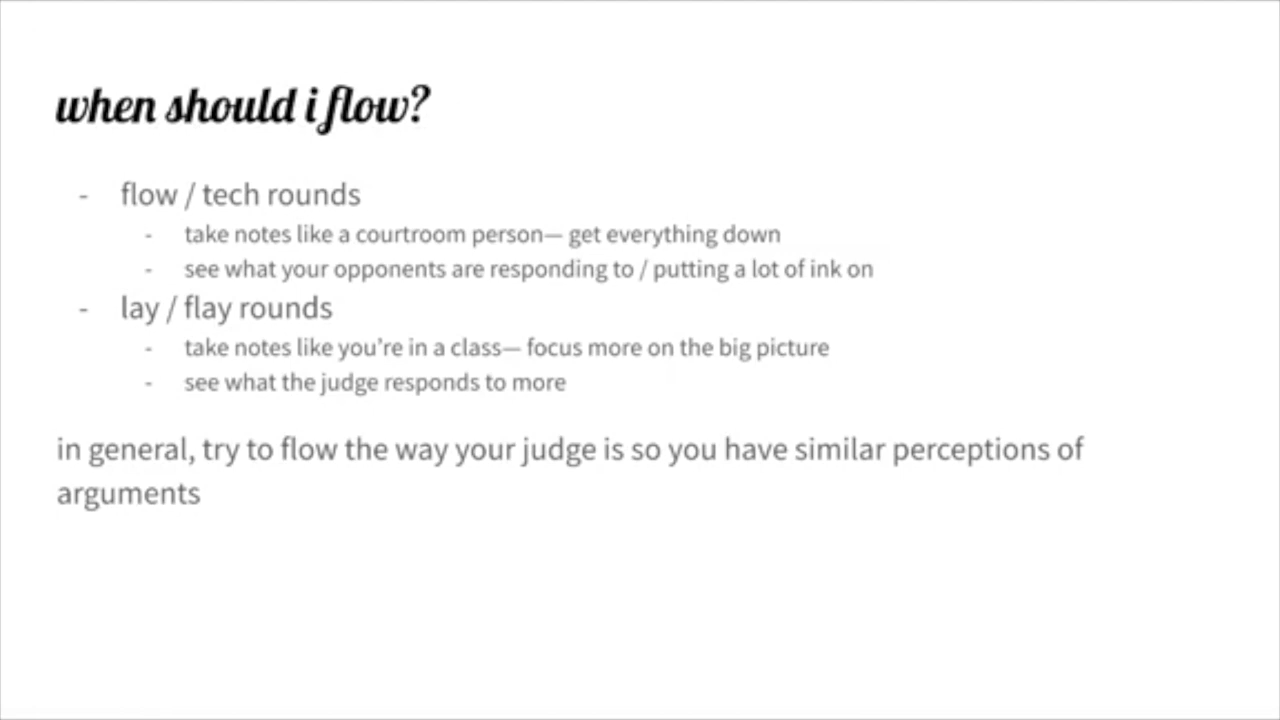 when should i flow?
- flow / tech rounds
- take notes like a courtroom person— get everything down
- see what your opponents are responding to / putting a lot of ink on
- lay / flay rounds
- take notes like you're in a class— focus more on the big picture
- see what the judge responds to more
in general, try to flow the way your judge is so you have similar perceptions of
arguments